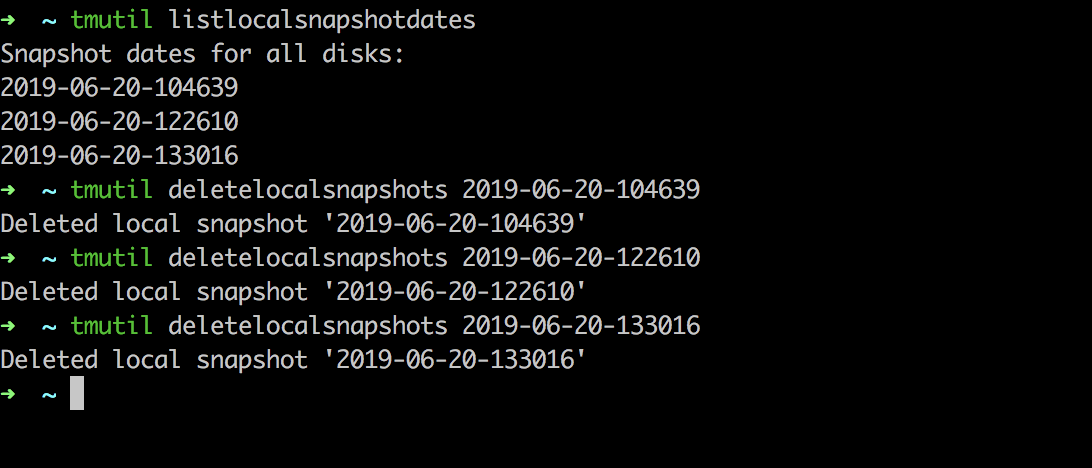 ➜  ~ tmutil listlocalsnapshotdates
Snapshot dates for all disks:
2019-06-20-104639
2019-06-20-122610
2019-06-20-133016
➜  ~ tmutil deletelocalsnapshots 2019-06-20-104639
Deleted local snapshot '2019-06-20-104639'
➜  ~ tmutil deletelocalsnapshots 2019-06-20-122610
Deleted local snapshot '2019-06-20-122610'
➜  ~ tmutil deletelocalsnapshots 2019-06-20-133016
Deleted local snapshot '2019-06-20-133016'
➜  ~